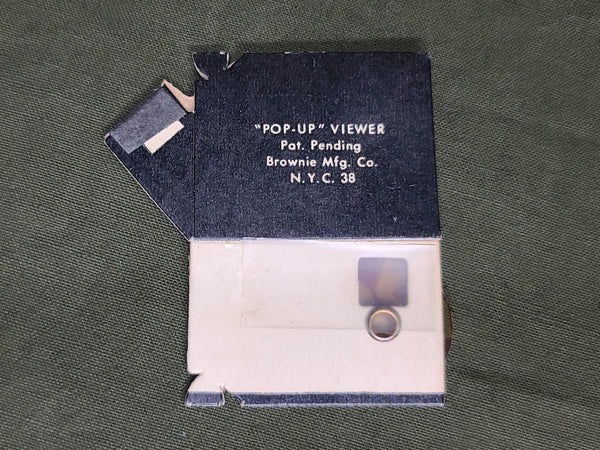 "POP-UP" VIEWER
Pat. Pending
Brownie Mfg. Co.
N.Y.C. 38